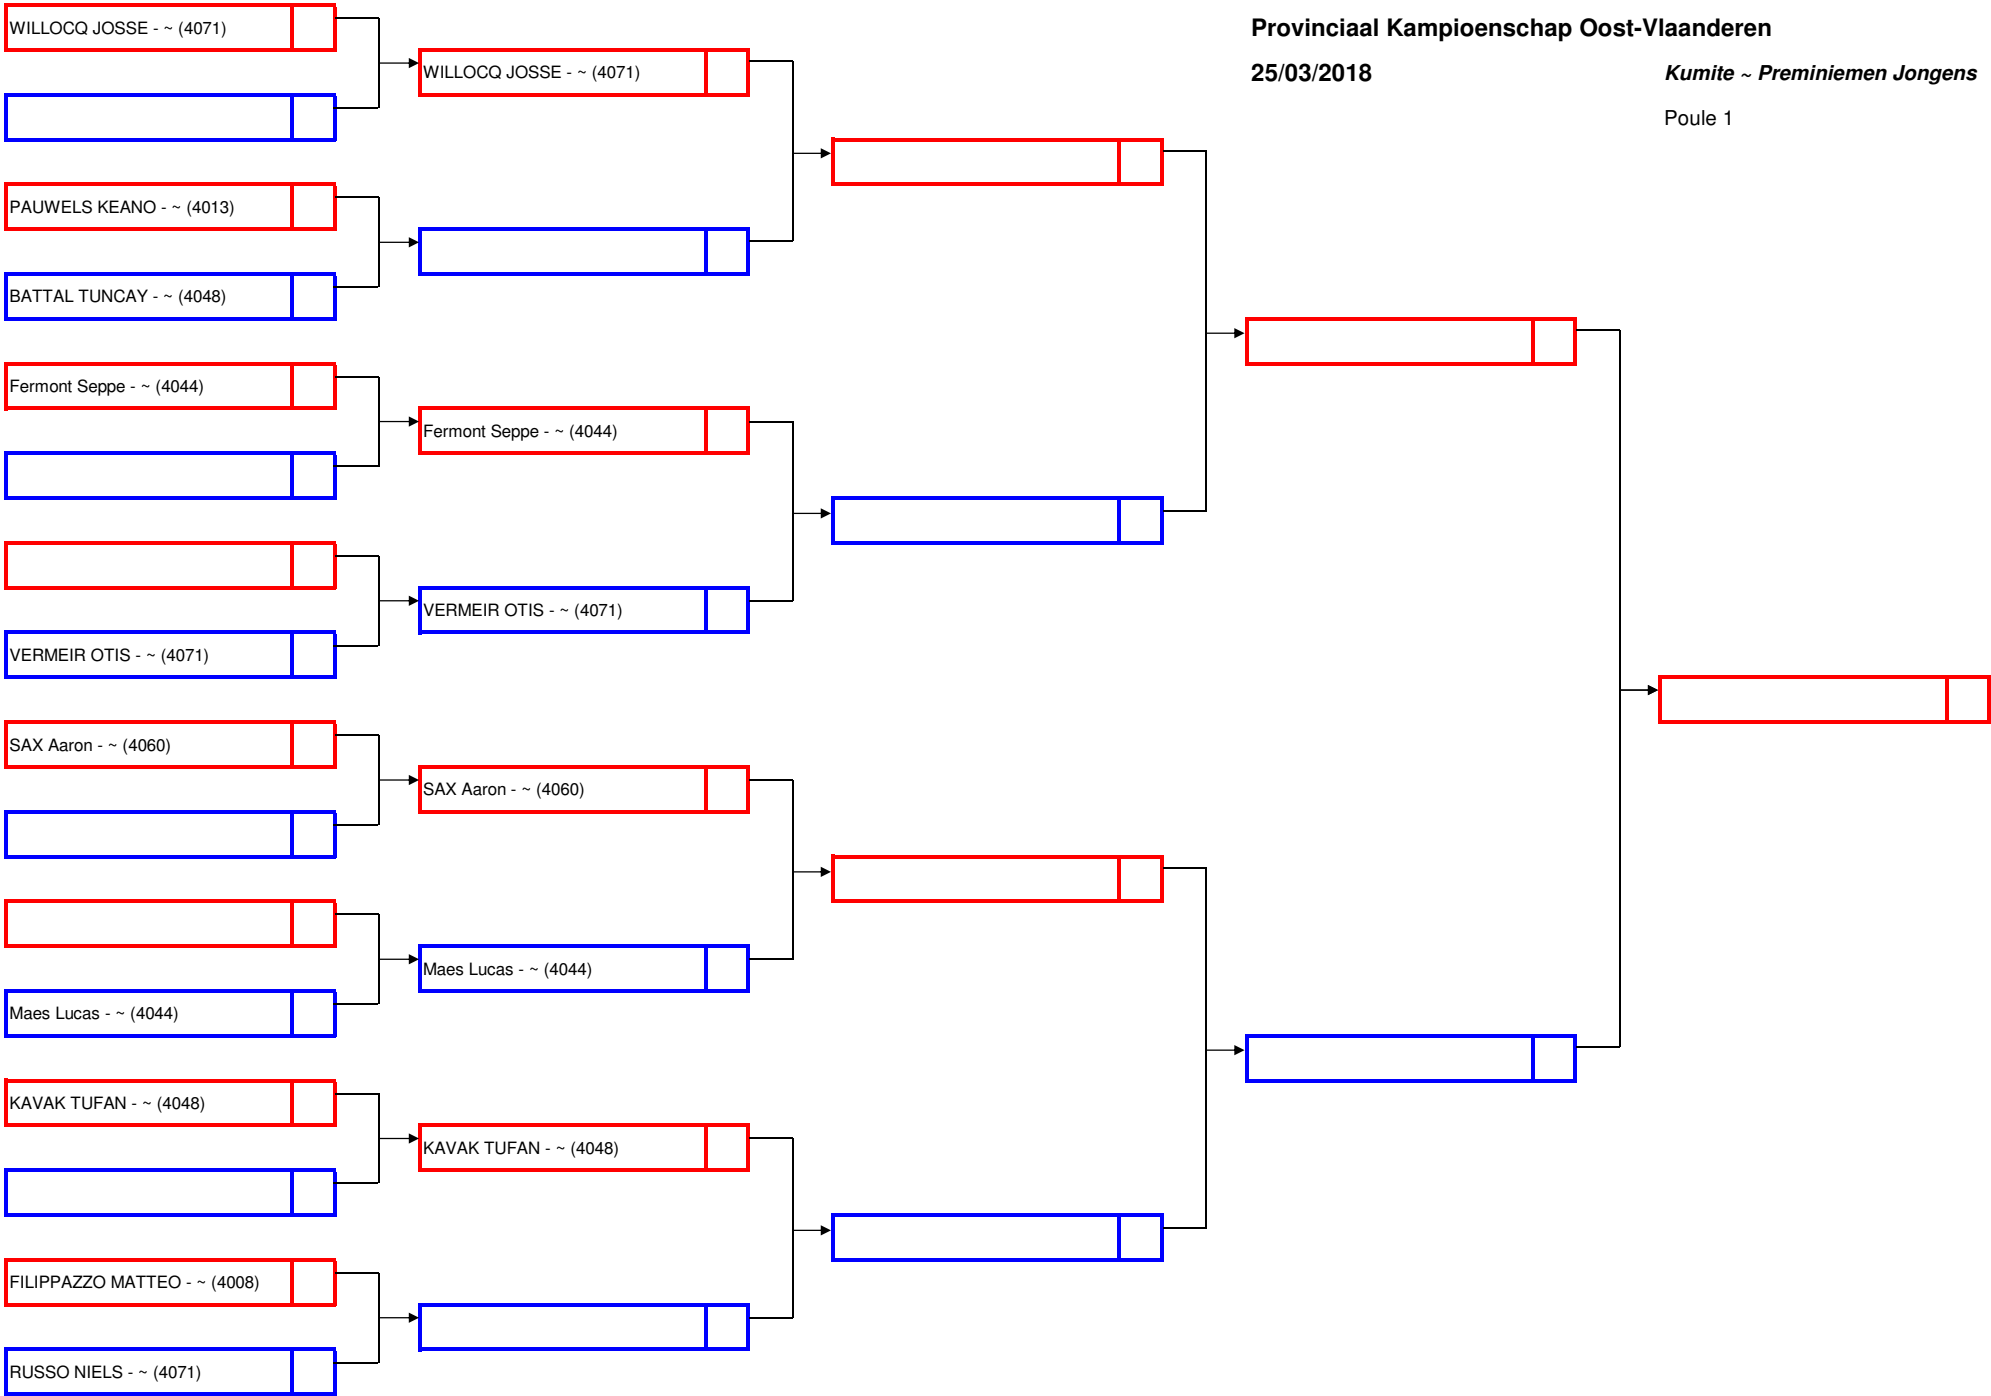 Provinciaal Kampioenschap Oost-Vlaanderen
25/03/2018
Kumite ~ Preminiemen Jongens
Poule 1
WILLOCQ JOSSE - ~ (4071)
PAUWELS KEANO - ~ (4013)
BATTAL TUNCAY - ~ (4048)
Fermont Seppe - ~ (4044)
VERMEIR OTIS - ~ (4071)
SAX Aaron - ~ (4060)
Maes Lucas - ~ (4044)
KAVAK TUFAN - ~ (4048)
FILIPPAZZO MATTEO - ~ (4008)
RUSSO NIELS - ~ (4071)
WILLOCQ JOSSE - ~ (4071)
Fermont Seppe - ~ (4044)
VERMEIR OTIS - ~ (4071)
SAX Aaron - ~ (4060)
Maes Lucas - ~ (4044)
KAVAK TUFAN - ~ (4048)